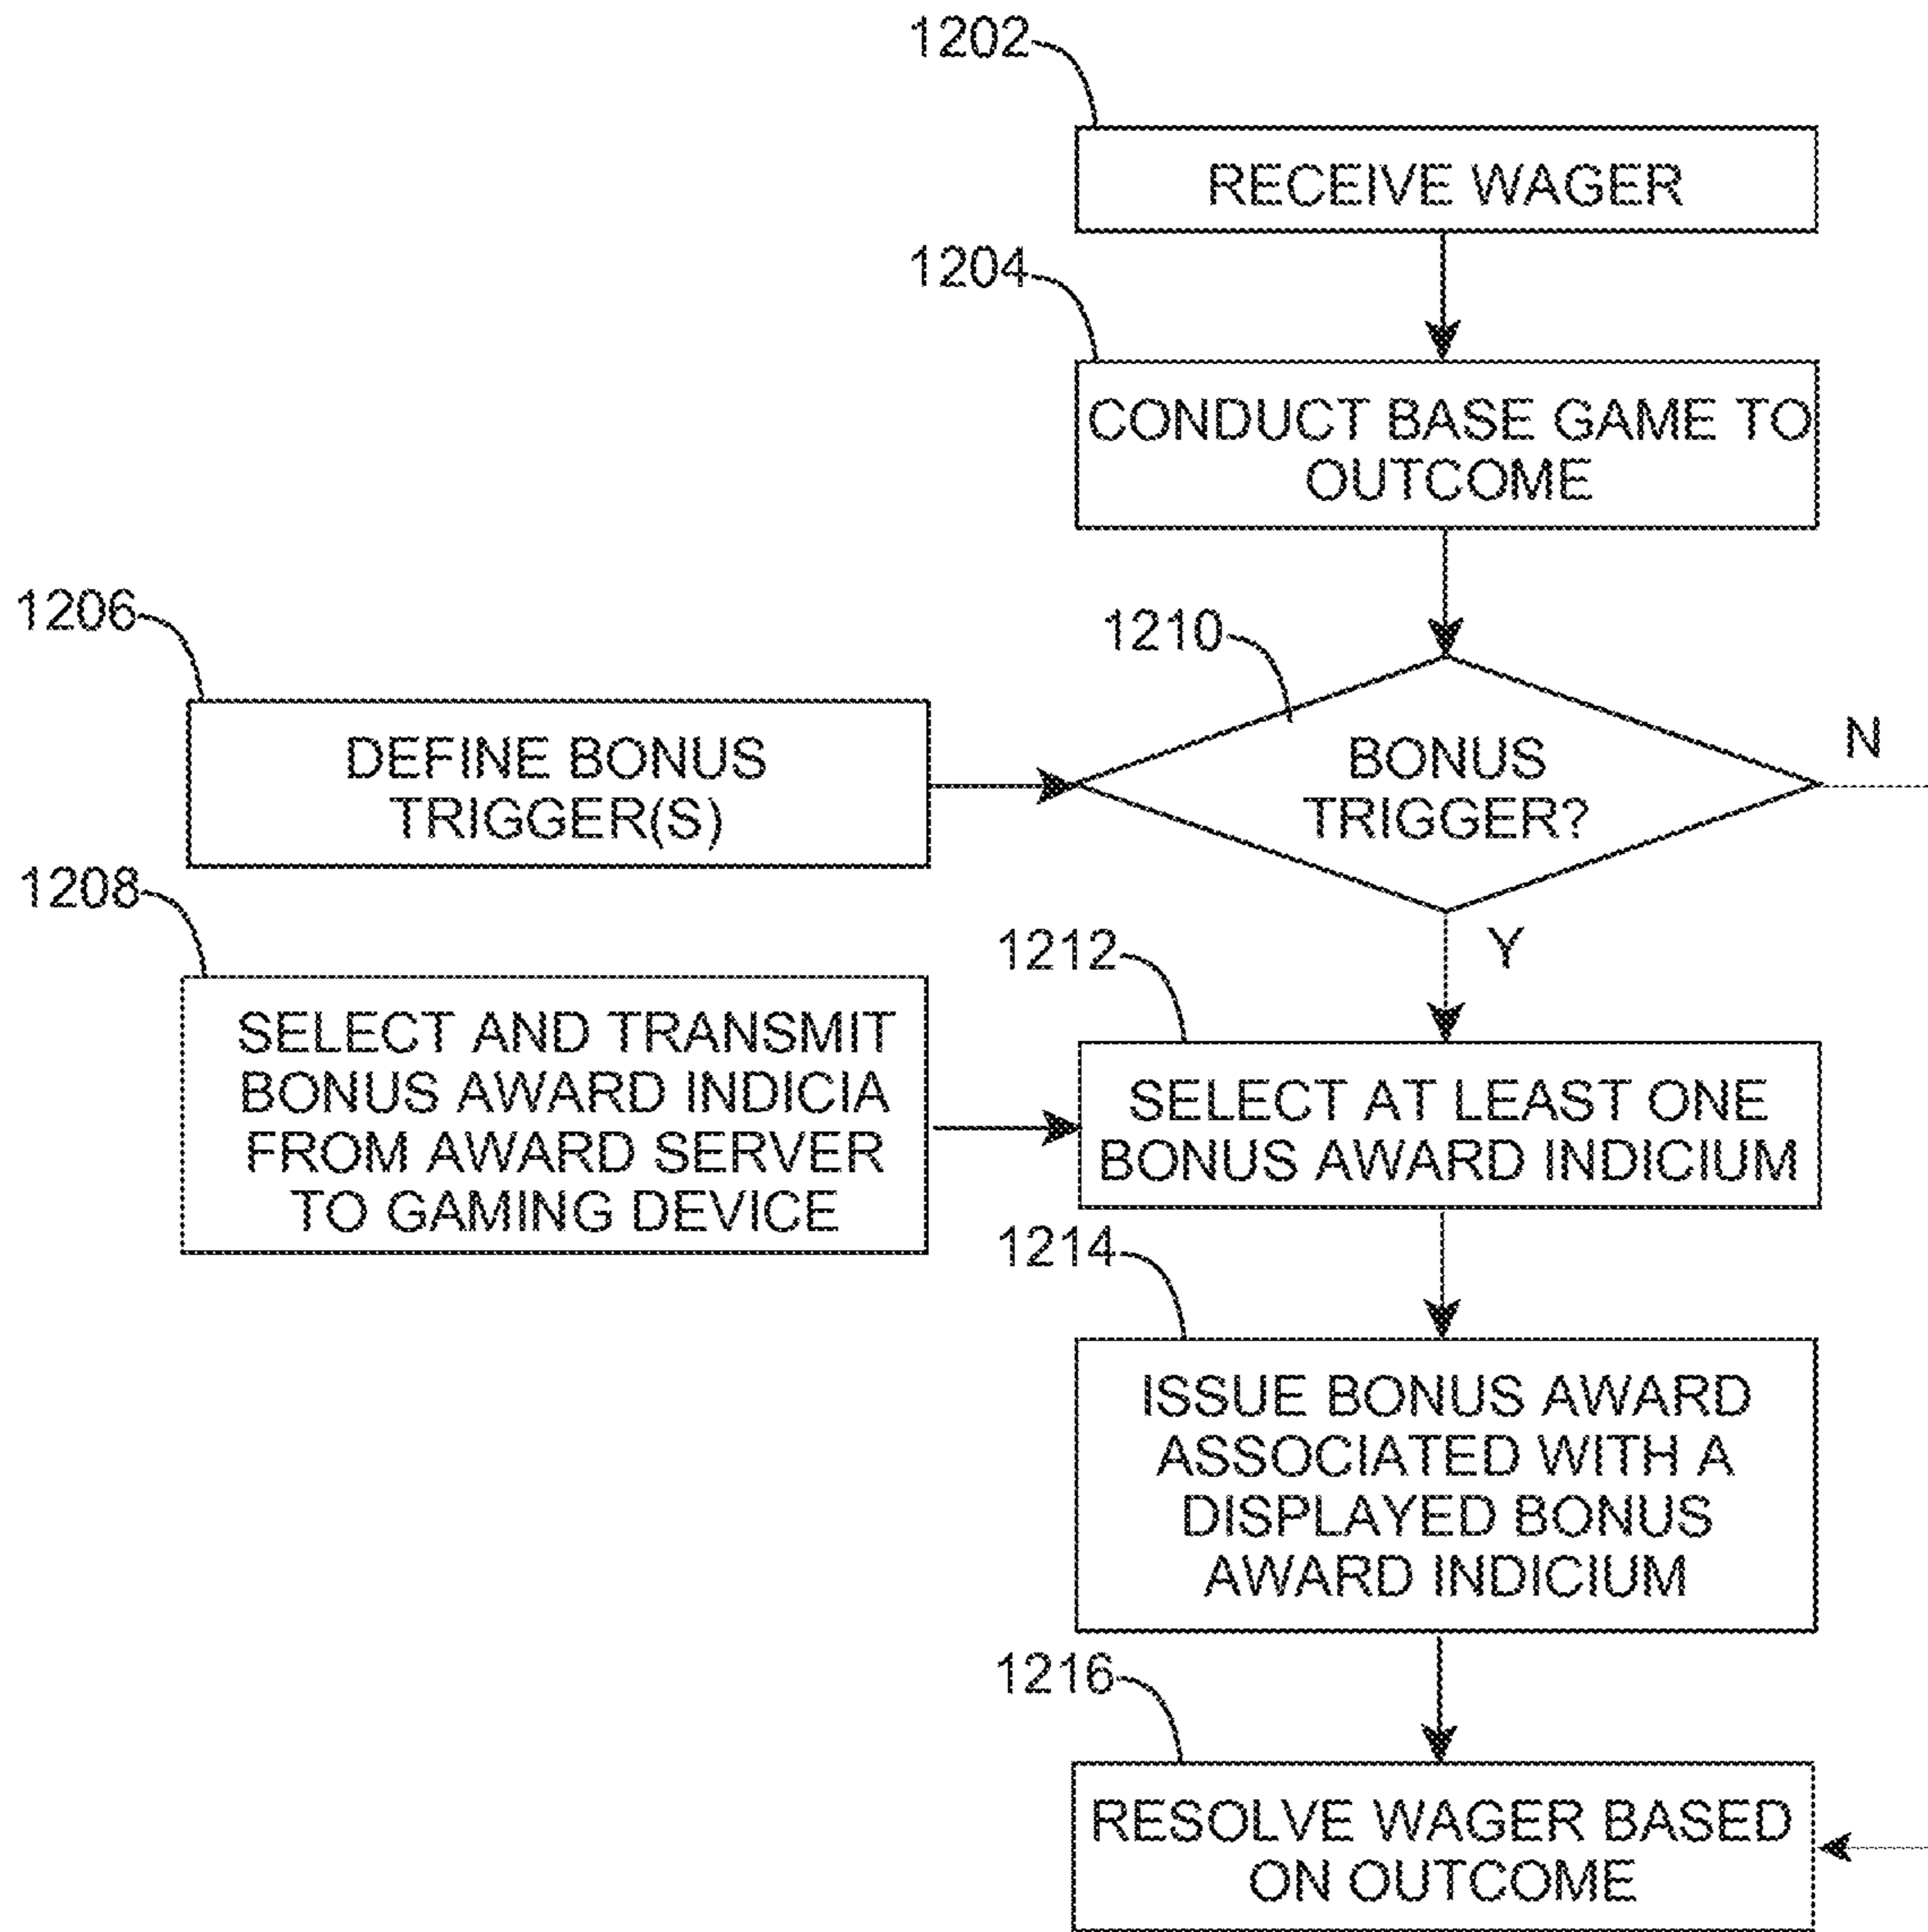 1202
RECEIVE WAGER
1204
CONDUCT BASE GAME TO
OUTCOME
1206
DEFINE BONUS
TRIGGER(S)
1210
BONUS
TRIGGER?
N
Y
1208
SELECT AND TRANSMIT
BONUS AWARD INDICIA
FROM AWARD SERVER
TO GAMING DEVICE
1212
SELECT AT LEAST ONE
BONUS AWARD INDICIUM
1214
ISSUE BONUS AWARD
ASSOCIATED WITH A
DISPLAYED BONUS
AWARD INDICIUM
1216
RESOLVE WAGER BASED
ON OUTCOME